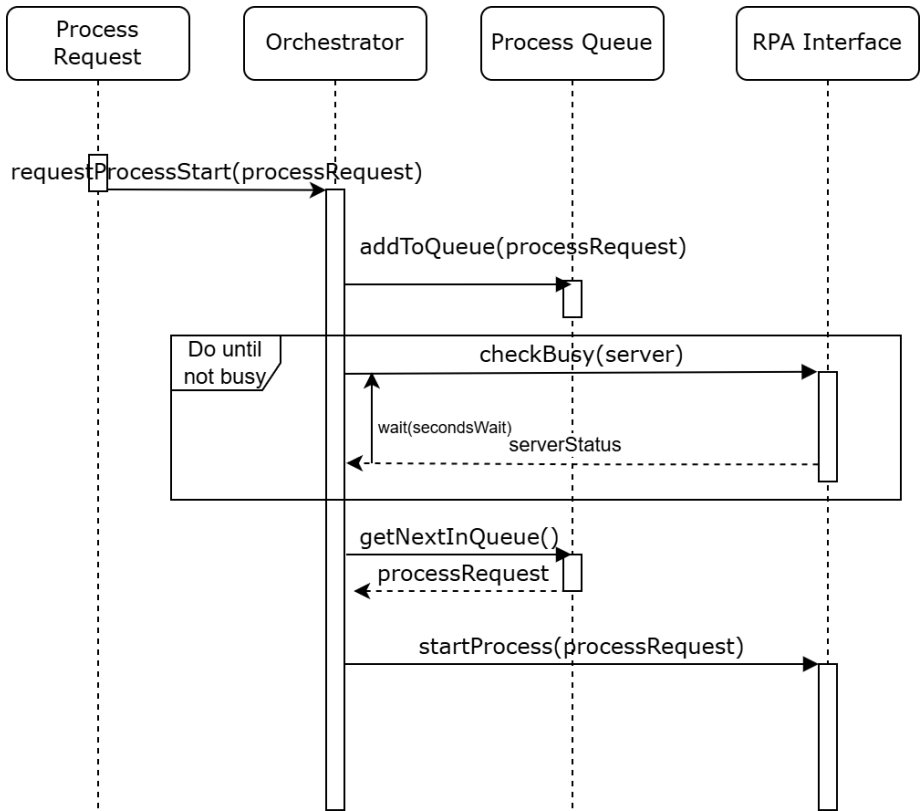 Process
Request
Orchestrator
Process Queue
RPA Interface
requestProcessStart(processRequest)
addToQueue(processRequest)
Do until
not busy
checkBusy(server)
wait(secondsWait)
serverStatus
getNextInQueue()
processRequest
startProcess(processRequest)